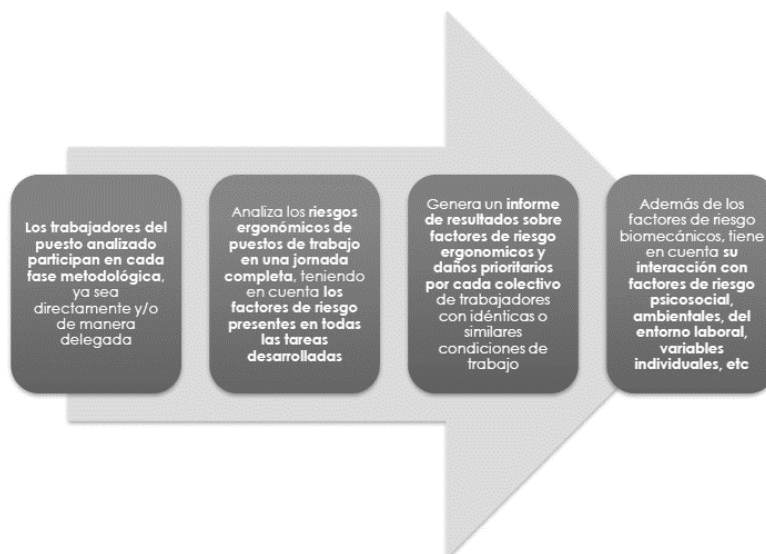 Los trabajadores del
puesto analizado
participan en cada
fase metodológica, ya
sea
directamente y/o
de manera
delegada
Analiza los riesgos
ergonómicos de
puestos de trabajo
en una jornada
completa, teniendo
en cuenta los
factores de riesgo
presentes en todas
las tareas
desarrolladas
Genera un informe
de resultados sobre
factores de riesgo
ergonomicos y
daños prioritarios
por cada colectivo
de trabajadores
con idénticas o
similares
condiciones de
trabajo
Además de los
factores de riesgo
biomecánicos, tiene
en cuenta su
interacción con
factores de riesgo
psicosocial,
ambientales, del
entorno laboral,
variables
individuales, etc